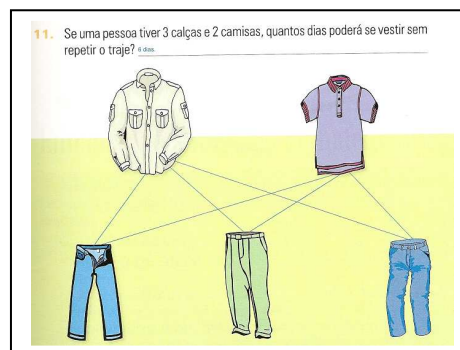 11. Se uma pessoa tiver 3 calças e 2 camisas, quantos dias poderá se vestir sem
repetir o traje? 6 dias.